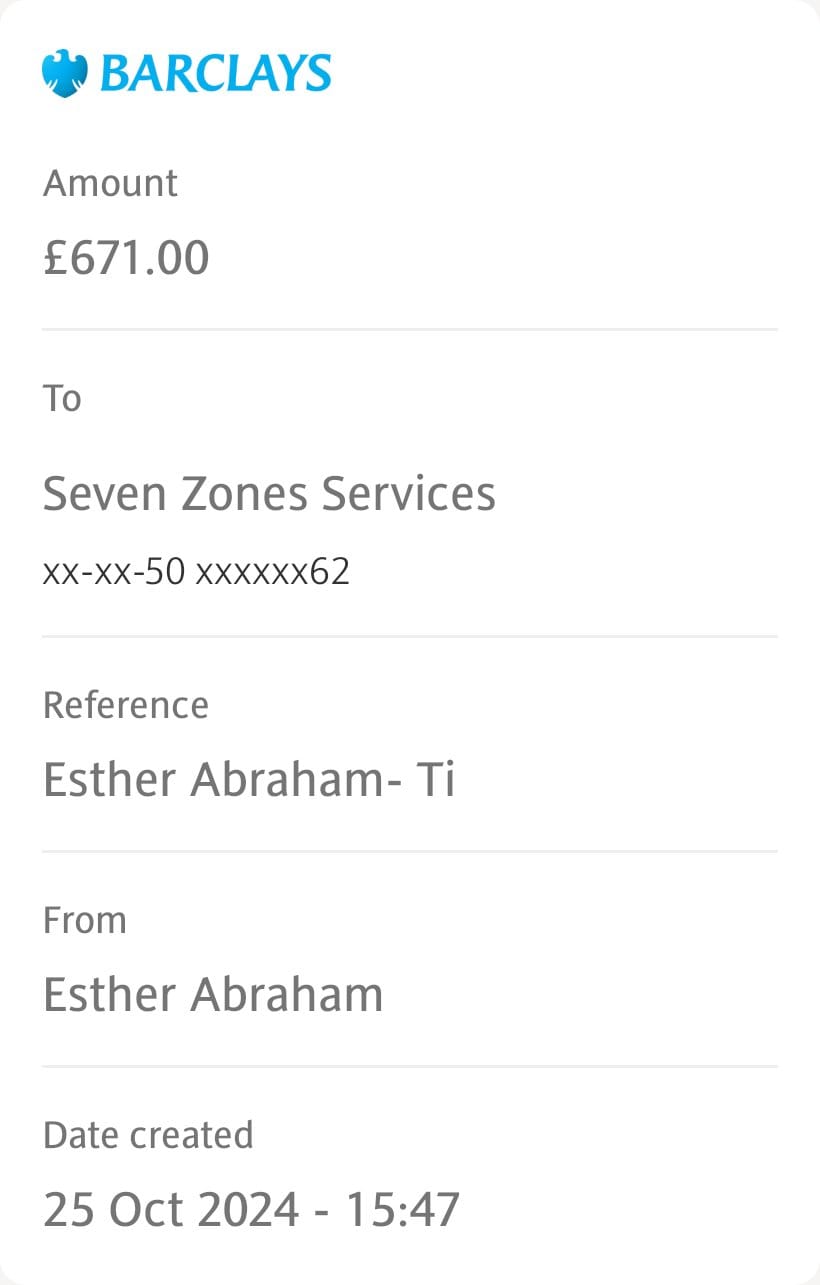 BARCLAYS
Amount
£671.00
To
Seven Zones Services
xx-xx-50 xxxxxx62
Reference
Esther Abraham- Ti
From
Esther Abraham
Date created
25 Oct 2024 - 15:47